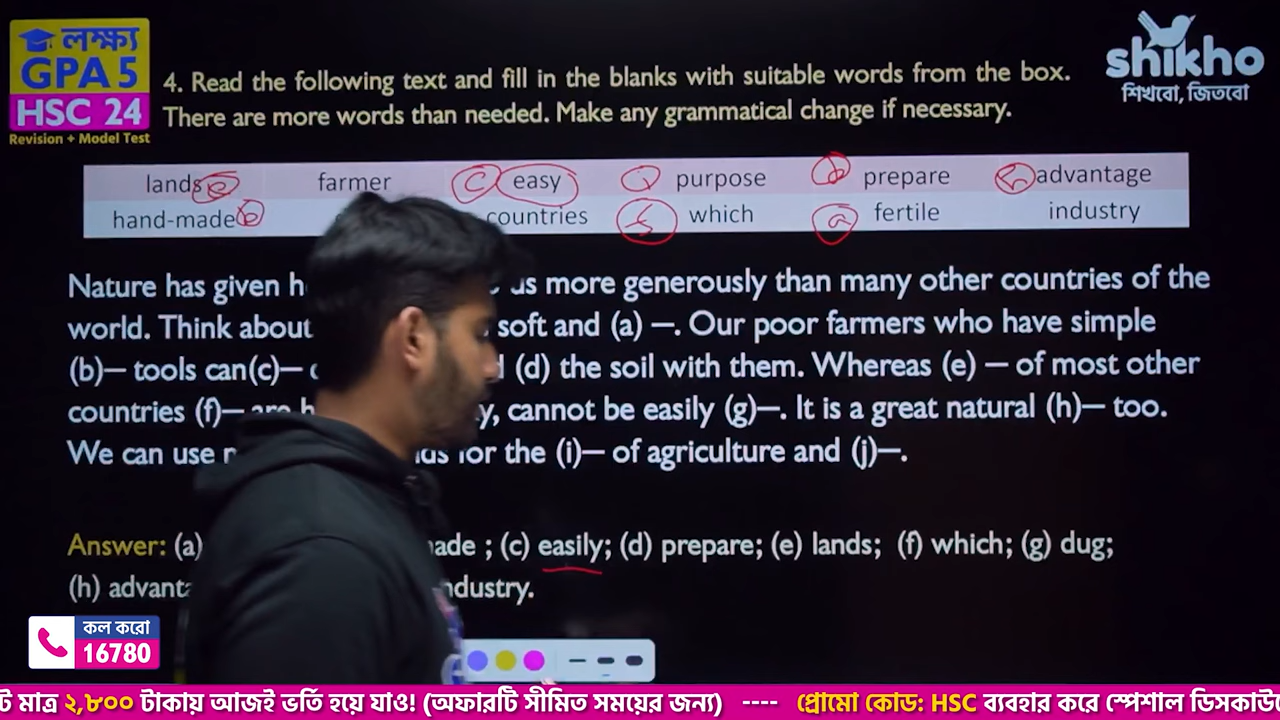 লক্ষ্য
GPA 5
HSC 24
Revision + Model Test
shikho
শিখবো, জিতবো
4. Read the following text and fill in the blanks with suitable words from the box.
There are more words than needed. Make any grammatical change if necessary.
lands e farmer c easy i purpose d prepare h advantage
hand-made b countries f which a fertile industry
Nature has given us more generously than many other countries of the
world. Think about soft and (a) —. Our poor farmers who have simple
(b)— tools can(c)— (d) the soil with them. Whereas (e) — of most other
countries (f)— are cannot be easily (g)—. It is a great natural (h)— too.
We can use for the (i)— of agriculture and (j)—.
Answer: (a) ; (c) easily; (d) prepare; (e) lands; (f) which; (g) dug;
(h) industry.
কল করো
16780
মাত্র ২,৮০০ টাকায় আজই ভর্তি হয়ে যাও! (অফারটি সীমিত সময়ের জন্য) ---- প্রোমো কোড: HSC ব্যবহার করে স্পেশাল